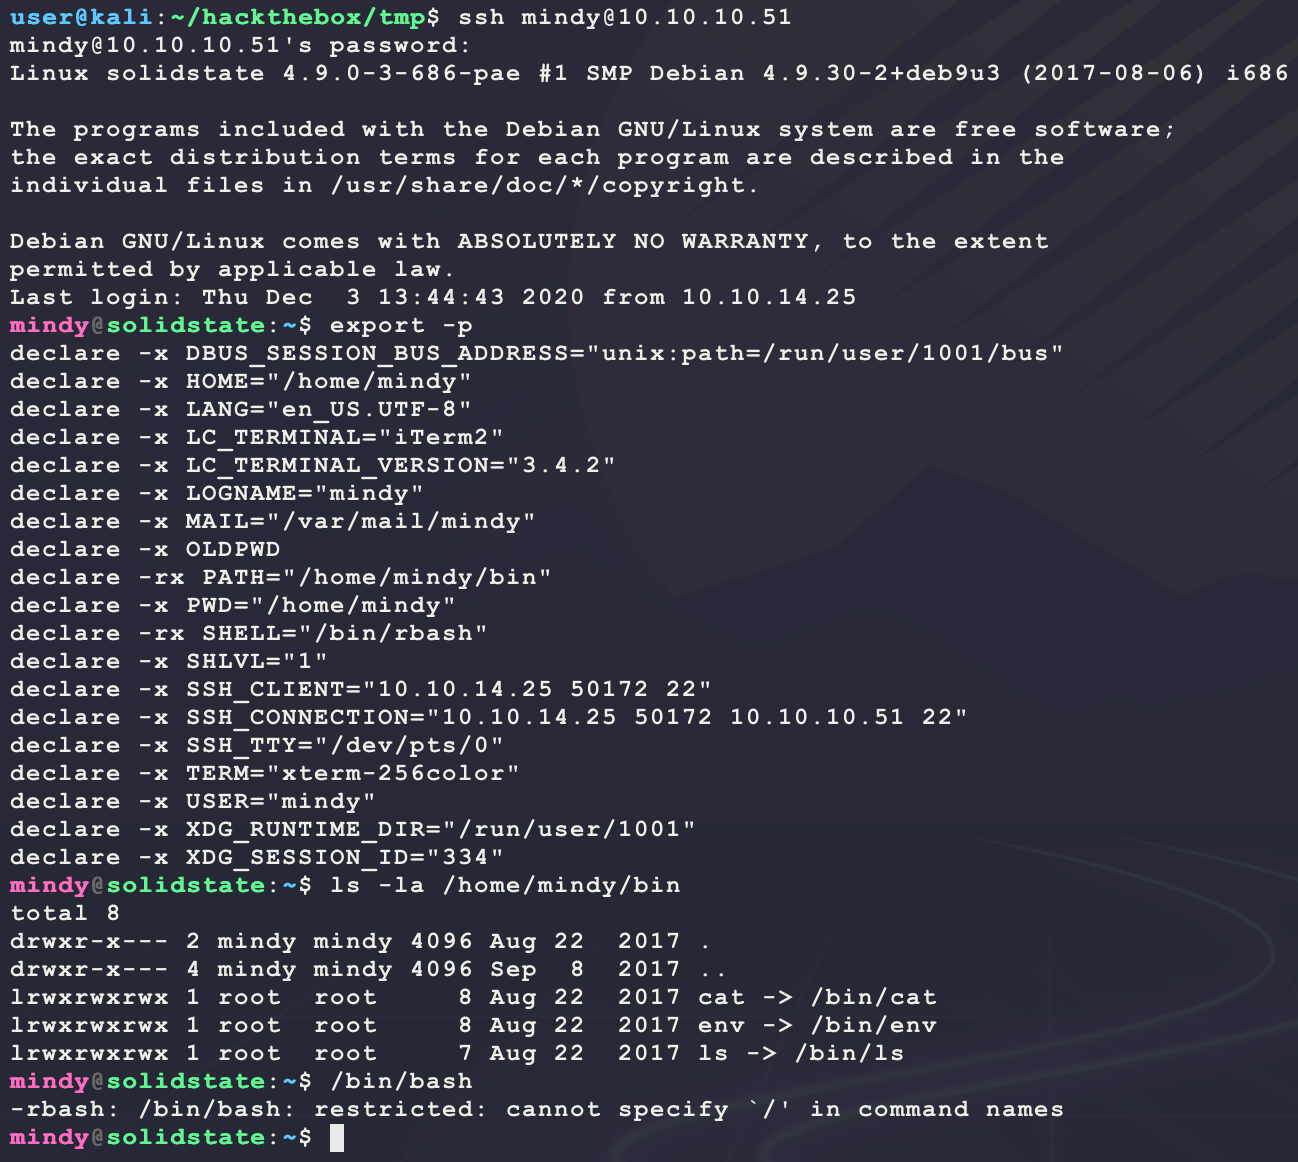 user@kali:~/hackthebox/tmp$ ssh mindy@10.10.10.51
mindy@10.10.10.51's password:
Linux solidstate 4.9.0-3-686-pae #1 SMP Debian 4.9.30-2+deb9u3 (2017-08-06) i686

The programs included with the Debian GNU/Linux system are free software;
the exact distribution terms for each program are described in the
individual files in /usr/share/doc/*/copyright.

Debian GNU/Linux comes with ABSOLUTELY NO WARRANTY, to the extent
permitted by applicable law.
Last login: Thu Dec  3 13:44:43 2020 from 10.10.14.25
mindy@solidstate:~$ export -p
declare -x DBUS_SESSION_BUS_ADDRESS="unix:path=/run/user/1001/bus"
declare -x HOME="/home/mindy"
declare -x LANG="en_US.UTF-8"
declare -x LC_TERMINAL="iTerm2"
declare -x LC_TERMINAL_VERSION="3.4.2"
declare -x LOGNAME="mindy"
declare -x MAIL="/var/mail/mindy"
declare -x OLDPWD
declare -rx PATH="/home/mindy/bin"
declare -x PWD="/home/mindy"
declare -rx SHELL="/bin/rbash"
declare -x SHLVL="1"
declare -x SSH_CLIENT="10.10.14.25 50172 22"
declare -x SSH_CONNECTION="10.10.14.25 50172 10.10.10.51 22"
declare -x SSH_TTY="/dev/pts/0"
declare -x TERM="xterm-256color"
declare -x USER="mindy"
declare -x XDG_RUNTIME_DIR="/run/user/1001"
declare -x XDG_SESSION_ID="334"
mindy@solidstate:~$ ls -la /home/mindy/bin
total 8
drwxr-x--- 2 mindy mindy 4096 Aug 22  2017 .
drwxr-x--- 4 mindy mindy 4096 Sep  8  2017 ..
lrwxrwxrwx 1 root  root     8 Aug 22  2017 cat -> /bin/cat
lrwxrwxrwx 1 root  root     8 Aug 22  2017 env -> /bin/env
lrwxrwxrwx 1 root  root     7 Aug 22  2017 ls -> /bin/ls
mindy@solidstate:~$ /bin/bash
-rbash: /bin/bash: restricted: cannot specify `/' in command names
mindy@solidstate:~$